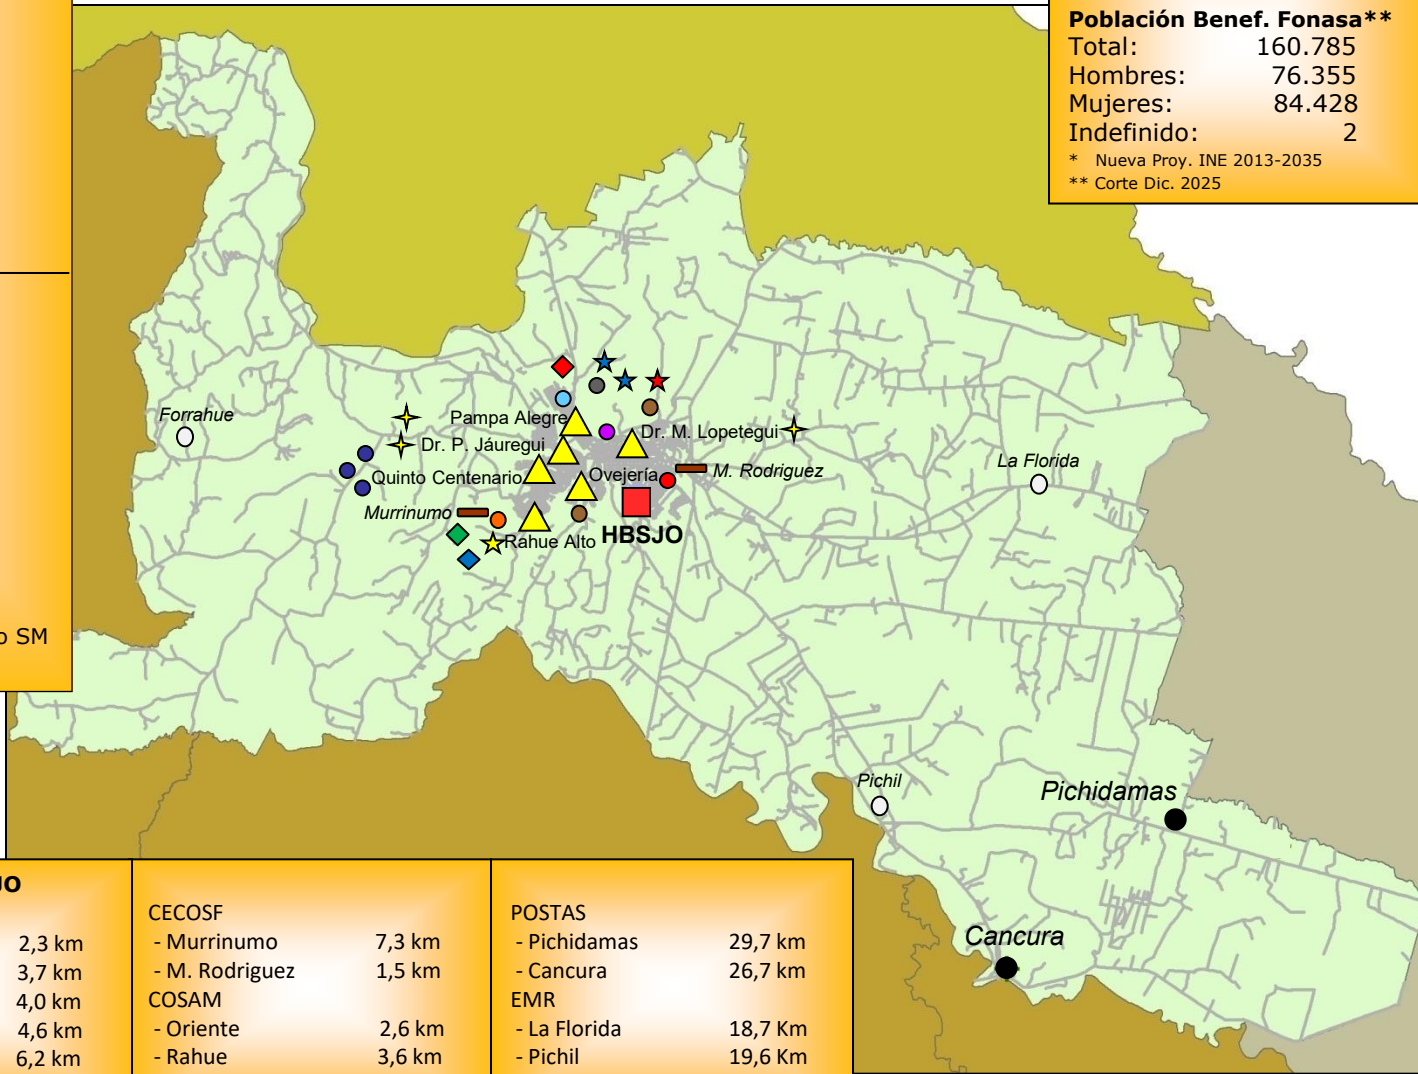 Población Benef. Fonasa**
Total: 160.785
Hombres: 76.355
Mujeres: 84.428
Indefinido: 2
* Nueva Proy. INE 2013-2035
** Corte Dic. 2025
Forrahue
Pampa Alegre
Dr. M. Lopetegui
Dr. P. Jáuregui
La Florida
Quinto Centenario
Ovejería
M. Rodriguez
Murrinumo
Rahue Alto
HBSJO
SM
Pichil
Pichidamas
Cancura
2,3 km
3,7 km
4,0 km
4,6 km
6,2 km
CECOSF
- Murrinumo 7,3 km
- M. Rodriguez 1,5 km
COSAM
- Oriente 2,6 km
- Rahue 3,6 km
POSTAS
- Pichidamas 29,7 km
- Cancura 26,7 km
EMR
- La Florida 18,7 Km
- Pichil 19,6 Km